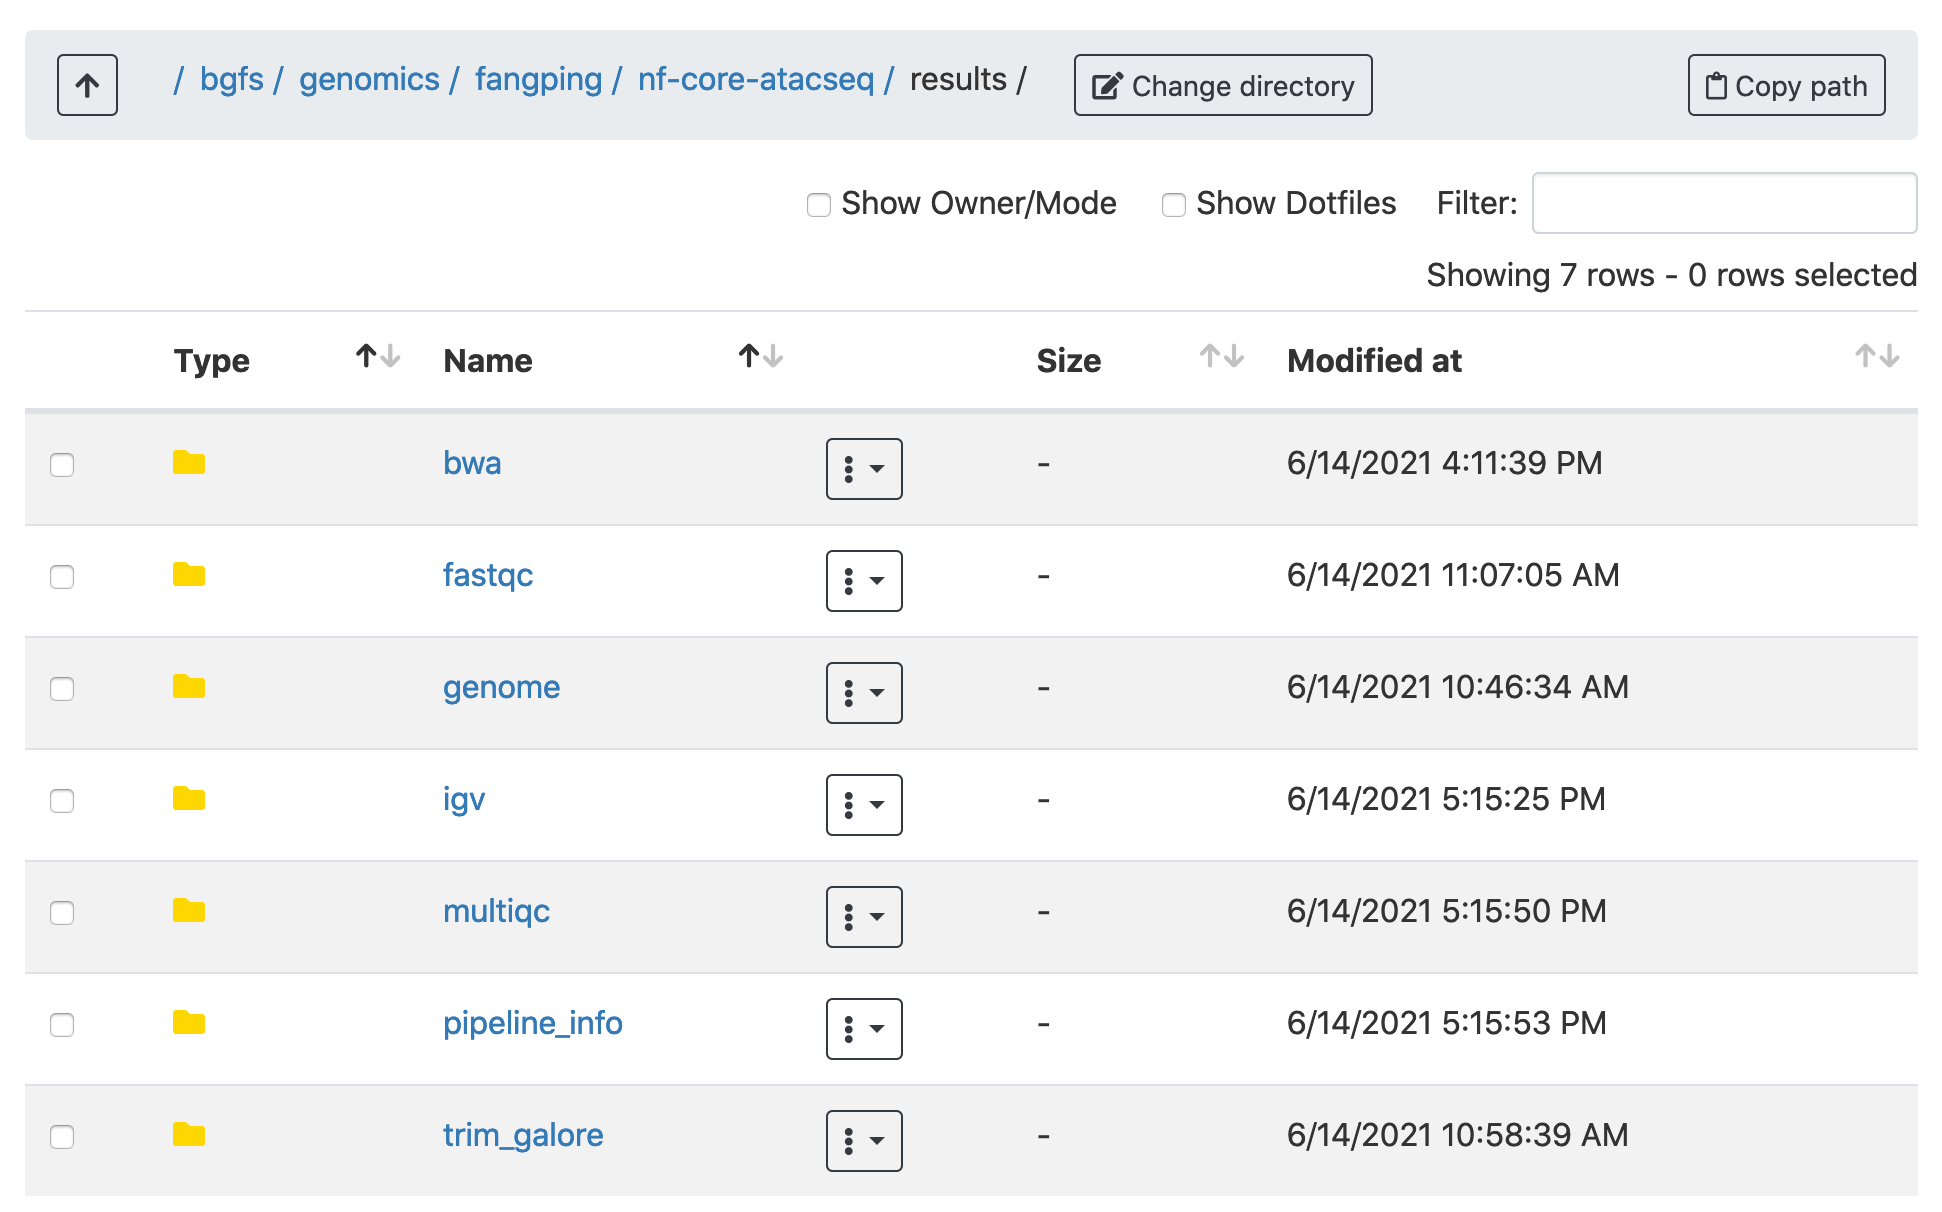 / bgfs / genomics / fangping / nf-core-atacseq / results / Change directory Copy path
Show Owner/Mode Show Dotfiles Filter:
Showing 7 rows - 0 rows selected
Type Name Size Modified at
bwa - 6/14/2021 4:11:39 PM
fastqc - 6/14/2021 11:07:05 AM
genome - 6/14/2021 10:46:34 AM
igv - 6/14/2021 5:15:25 PM
multiqc - 6/14/2021 5:15:50 PM
pipeline_info - 6/14/2021 5:15:53 PM
trim_galore - 6/14/2021 10:58:39 AM